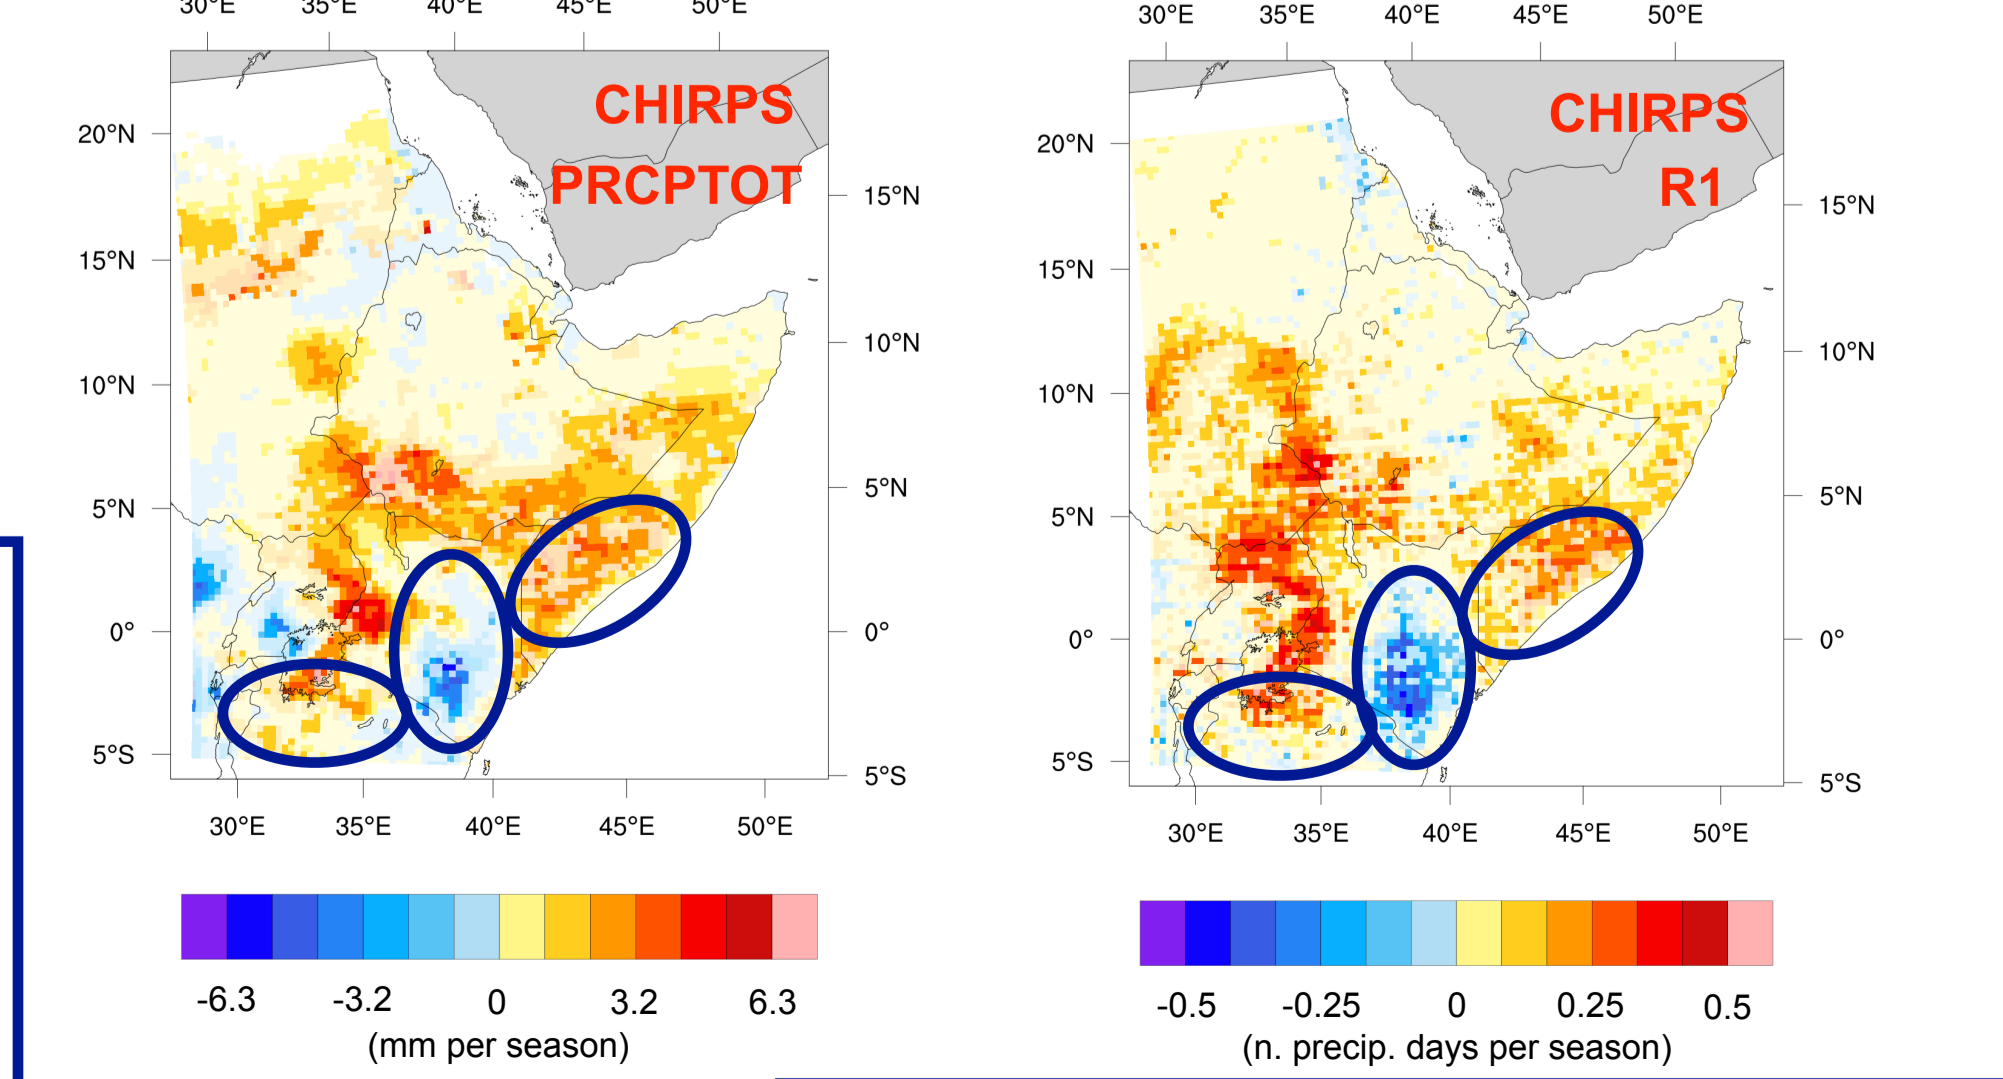 30°E 35°E 40°E 45°E 50°E
CHIRPS
PRCPTOT
20°N
15°N
10°N
5°N
0°
5°S
15°N
10°N
5°N
0°
5°S
30°E 35°E 40°E 45°E 50°E
-6.3 -3.2 0 3.2 6.3
(mm per season)
30°E 35°E 40°E 45°E 50°E
CHIRPS
R1
20°N
15°N
10°N
5°N
0°
5°S
15°N
10°N
5°N
0°
5°S
30°E 35°E 40°E 45°E 50°E
-0.5 -0.25 0 0.25 0.5
(n. precip. days per season)